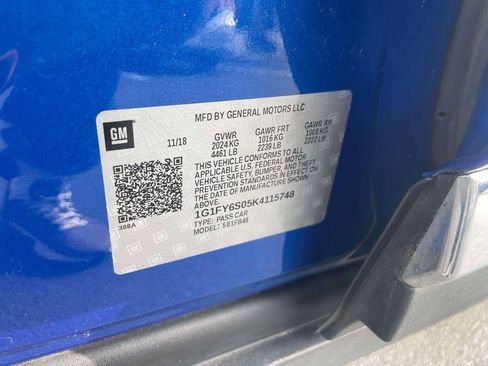 MFD BY GENERAL MOTORS LLC
GM
11/18
GVWR
2024 KG
4461 LB
GAWR FRT
1016 KG
2239 LB
GAWR RR
1008 KG
2222 LB
THIS VEHICLE CONFORMS TO ALL
APPLICABLE U.S. FEDERAL MOTOR
VEHICLE SAFETY, BUMPER, AND THEFT
PREVENTION STANDARDS IN EFFECT ON
THE DATE OF MANUFACTURE SHOWN
ABOVE.
388A
1G1FY6S05K4115748
TYPE: PASS CAR
MODEL: 581FB48